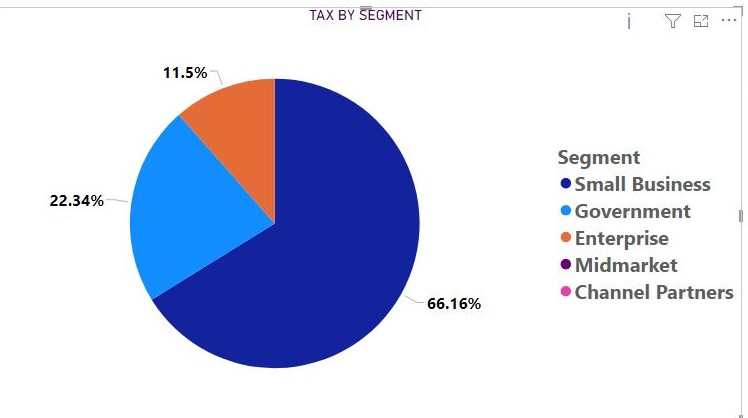 TAX BY SEGMENT
11.5%
22.34%
66.16%
Segment
Small Business
Government
Enterprise
Midmarket
Channel Partners